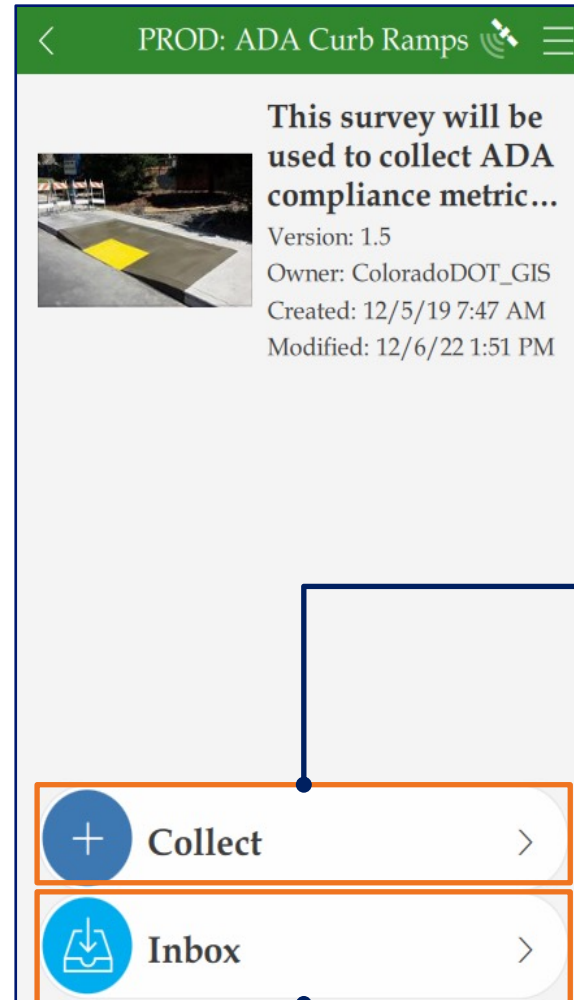 PROD: ADA Curb Ramps
This survey will be
used to collect ADA
compliance metric...
Version: 1.5
Owner: ColoradoDOT_GIS
Created: 12/5/19 7:47 AM
Modified: 12/6/22 1:51 PM
Collect
Inbox